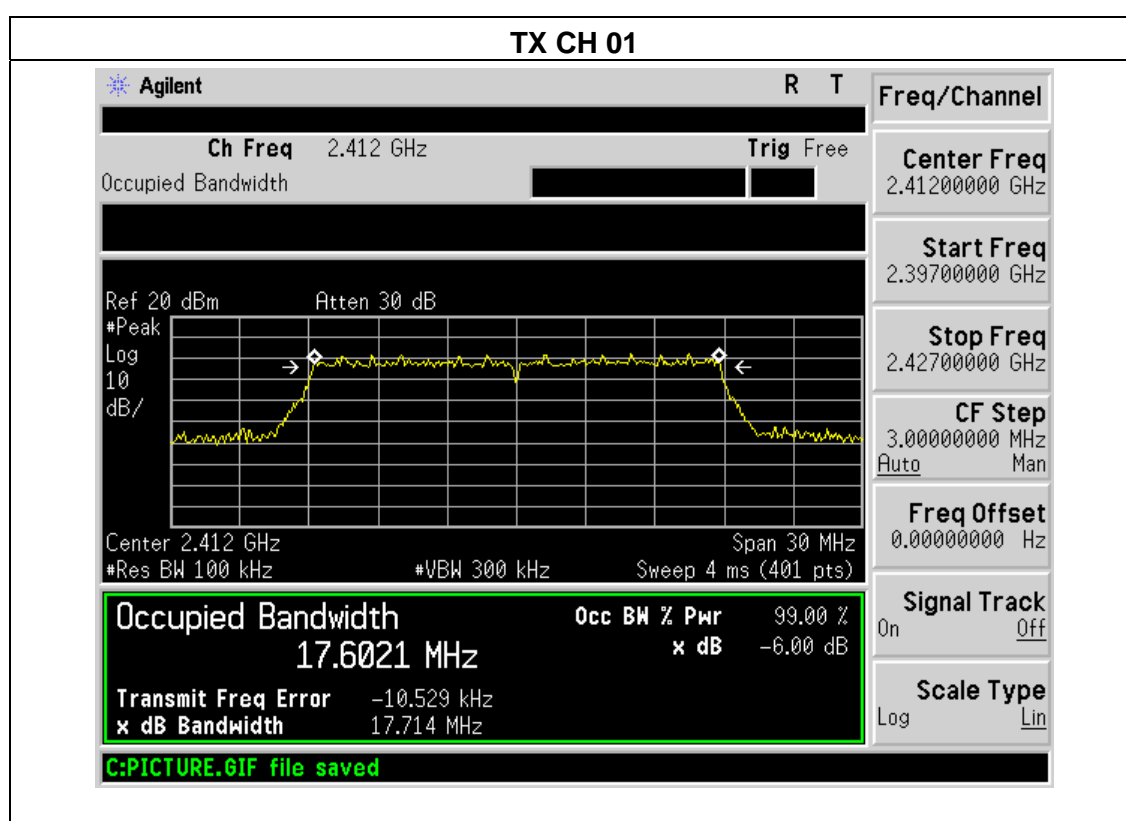 TX CH 01
Agilent R T
Freq/Channel
Ch Freq 2.412 GHz Trig Free
Occupied Bandwidth
Center Freq
2.41200000 GHz
Start Freq
2.39700000 GHz
Ref 20 dBm Atten 30 dB
#Peak
Log
10
dB/
Stop Freq
2.42700000 GHz
CF Step
3.00000000 MHz
Auto Man
Freq Offset
0.00000000 Hz
Center 2.412 GHz Span 30 MHz
#Res BW 100 kHz #VBW 300 kHz Sweep 4 ms (401 pts)
Occupied Bandwidth Occ BW % Pwr 99.00 %
17.6021 MHz x dB -6.00 dB
Signal Track
On Off
Transmit Freq Error -10.529 kHz
x dB Bandwidth 17.714 MHz
Scale Type
Log Lin
C:PICTURE.GIF file saved